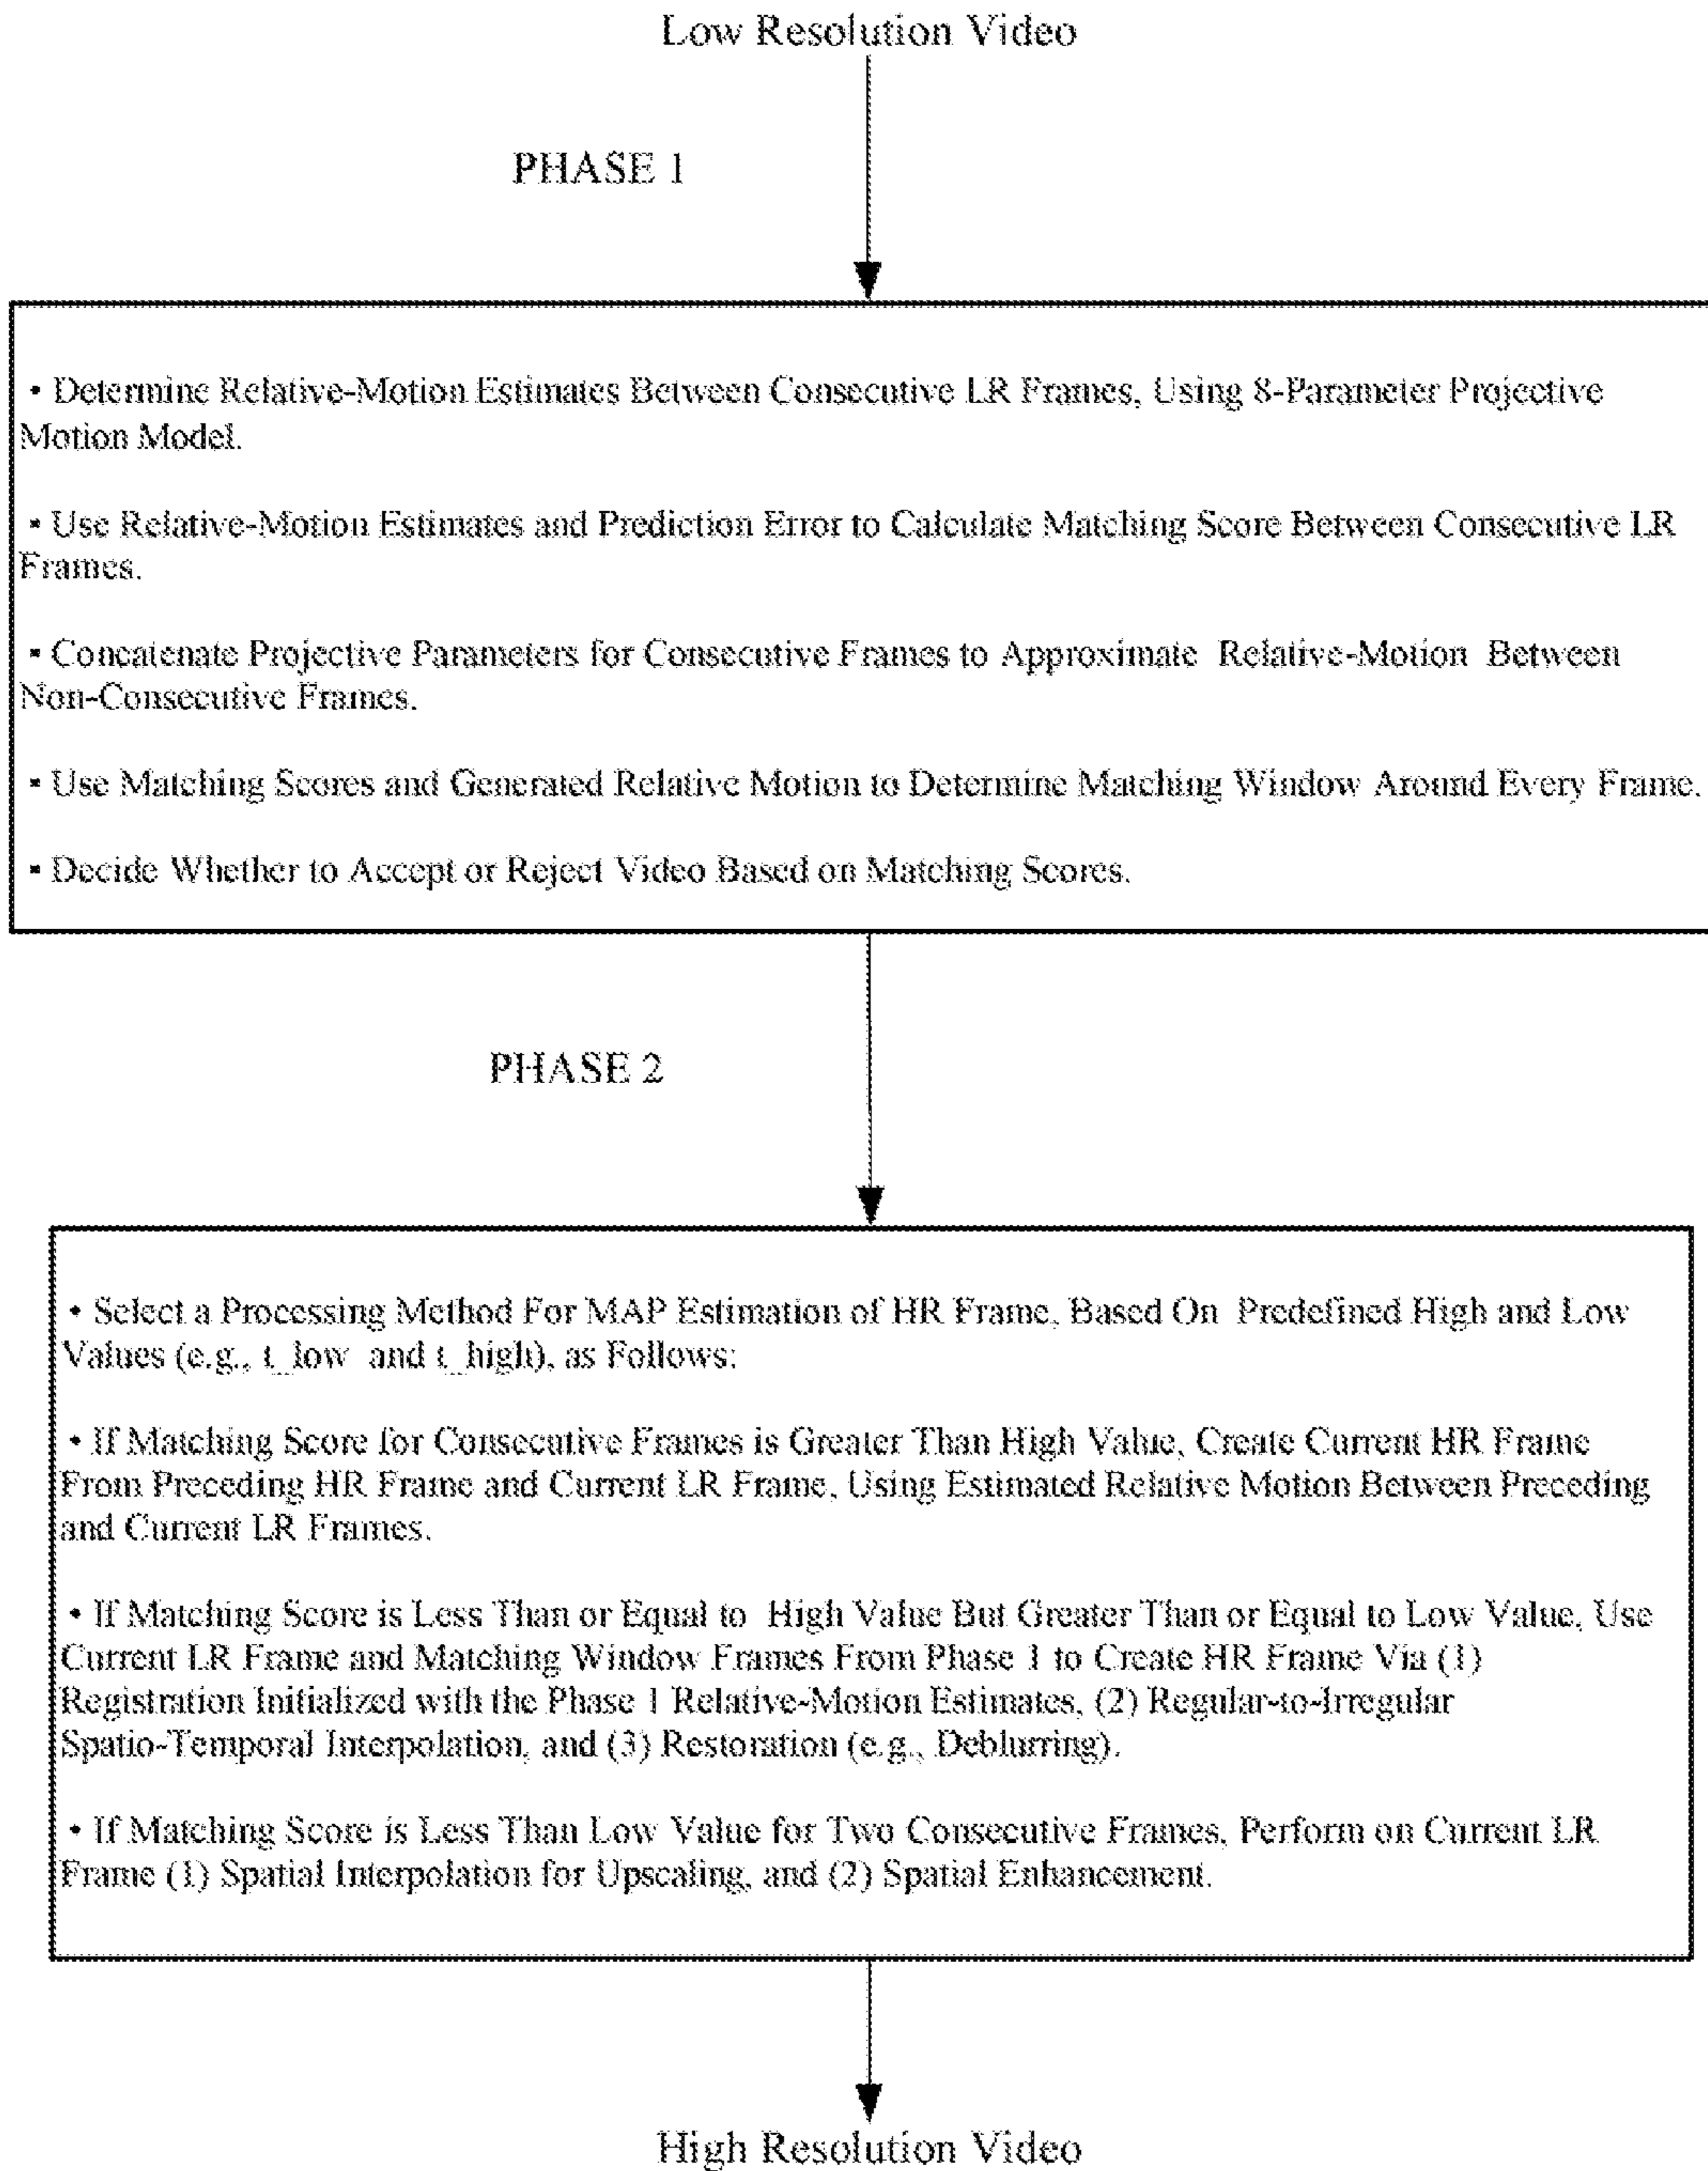 Low Resolution Video
PHASE 1
• Determine Relative-Motion Estimates Between Consecutive LR Frames, Using 8-Parameter Projective
Motion Model.
• Use Relative-Motion Estimates and Prediction Error to Calculate Matching Score Between Consecutive LR
Frames.
• Concatenate Projective Parameters for Consecutive Frames to Approximate Relative-Motion Between
Non-Consecutive Frames.
• Use Matching Scores and Generated Relative Motion to Determine Matching Window Around Every Frame.
• Decide Whether to Accept or Reject Video Based on Matching Scores.
PHASE 2
• Select a Processing Method For MAP Estimation of HR Frame, Based On Predefined High and Low
Values (e.g., t_low and t_high), as Follows:
• If Matching Score for Consecutive Frames is Greater Than High Value, Create Current HR Frame
From Preceding HR Frame and Current LR Frame, Using Estimated Relative Motion Between Preceding
and Current LR Frames.
• If Matching Score is Less Than or Equal to High Value But Greater Than or Equal to Low Value, Use
Current LR Frame and Matching Window Frames From Phase 1 to Create HR Frame Via (1)
Registration Initialized with the Phase 1 Relative-Motion Estimates, (2) Regular-to-Irregular
Spatio-Temporal Interpolation, and (3) Restoration (e.g., Deblurring).
• If Matching Score is Less Than Low Value for Two Consecutive Frames, Perform on Current LR
Frame (1) Spatial Interpolation for Upscaling, and (2) Spatial Enhancement.
High Resolution Video